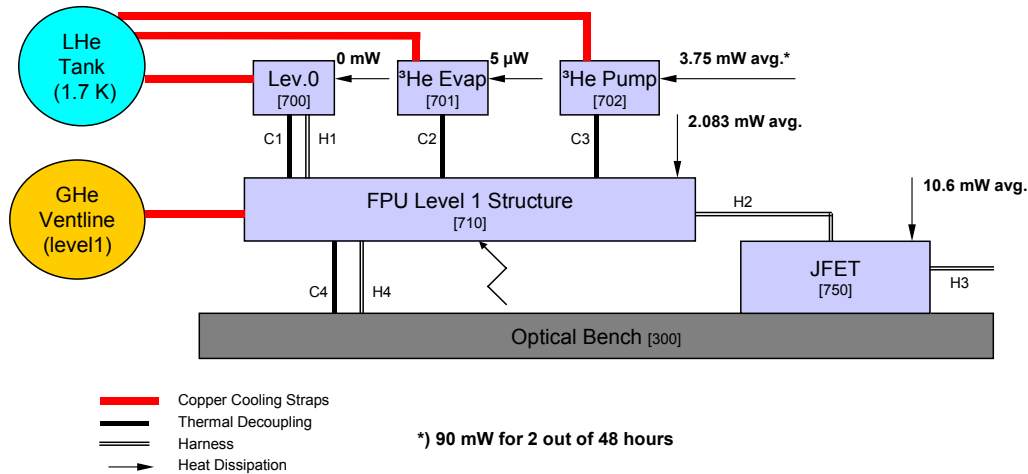 LHe
Tank
(1.7 K)
0 mW
5 µW
3.75 mW avg.*
Lev.0
[700]
³He Evap
[701]
³He Pump
[702]
2.083 mW avg.
C1
H1
C2
C3
GHe
Ventline
(level1)
FPU Level 1 Structure
[710]
10.6 mW avg.
H2
JFET
[750]
H3
C4
H4
Optical Bench [300]
Copper Cooling Straps
Thermal Decoupling
Harness
Heat Dissipation
*) 90 mW for 2 out of 48 hours